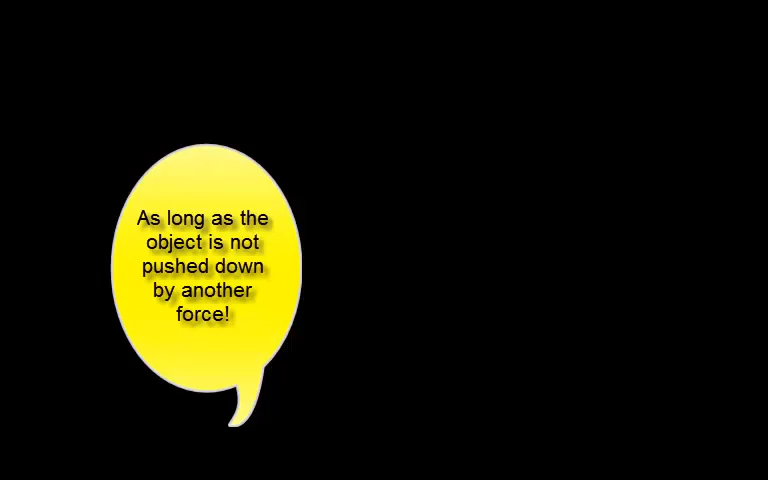 As long as the
object is not
pushed down
by another
force!